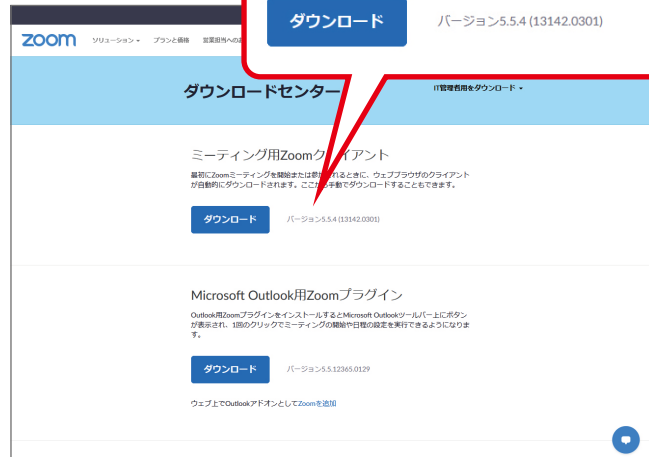 ダウンロード バージョン5.5.4 (13142.0301)
zoom ソリューション プランと価格 営業担当への
ダウンロードセンター IT管理者用をダウンロード
ミーティング用Zoomクライアント
最初にZoomミーティングを開始または参加されるときに、ウェブブラウザのクライアント
が自動的にダウンロードされます。ここから手動でダウンロードすることもできます。
ダウンロード バージョン5.5.4 (13142.0301)
Microsoft Outlook用Zoomプラグイン
Outlook用ZoomプラグインをインストールするとMicrosoft Outlookツールバー上にボタン
が表示され、1回のクリックでミーティングの開始や日程の設定を実行できるようになりま
す。
ダウンロード バージョン5.5.12365.0129
ウェブ上でOutlookアドオンとしてZoomを追加